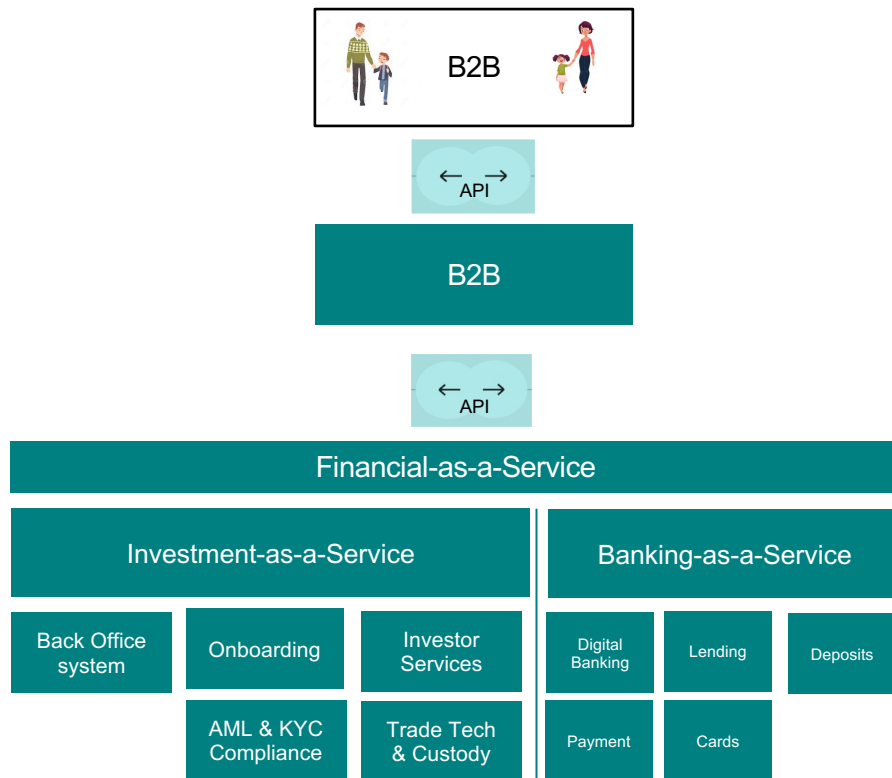 B2B
API
B2B
API
Financial-as-a-Service
Investment-as-a-Service
Banking-as-a-Service
Back Office
system
Onboarding
Investor
Services
Digital
Banking
Lending
Deposits
AML & KYC
Compliance
Trade Tech
& Custody
Payment
Cards